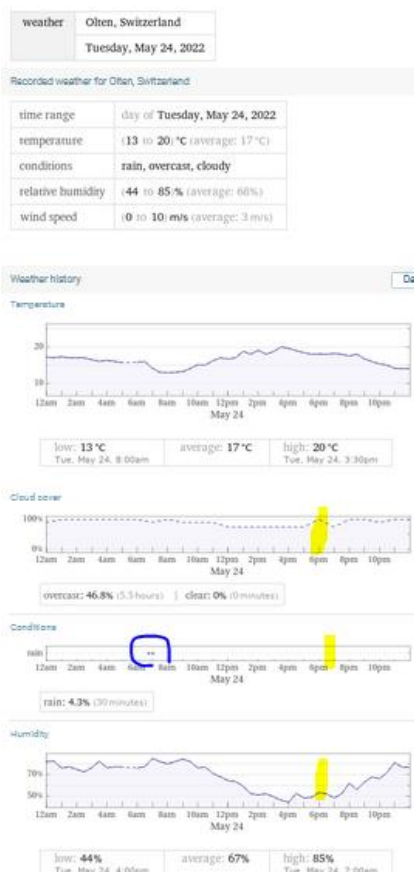 weather Olten, Switzerland
Tuesday, May 24, 2022
Recorded weather for Olten, Switzerland
time range day of Tuesday, May 24, 2022
temperature (13 to 20) °C (average: 17 °C)
conditions rain, overcast, cloudy
relative humidity (44 to 85)% (average: 66%)
wind speed (0 to 10) m/s (average: 3 m/s)
Weather history Da
Temperature
20
10
12am 2am 4am 6am 8am 10am 12pm 2pm 4pm 6pm 8pm 10pm
May 24
low: 13 °C average: 17 °C high: 20 °C
Tue, May 24, 8:00am Tue, May 24, 3:30pm
Cloud cover
100%
0%
12am 2am 4am 6am 8am 10am 12pm 2pm 4pm 6pm 8pm 10pm
May 24
overcast: 46.8% (5.5 hours) | clear: 0% (0 minutes)
Conditions
rain
12am 2am 4am 6am 8am 10am 12pm 2pm 4pm 6pm 8pm 10pm
May 24
rain: 4.3% (30 minutes)
Humidity
70%
50%
12am 2am 4am 6am 8am 10am 12pm 2pm 4pm 6pm 8pm 10pm
May 24
low: 44% average: 67% high: 85%
Tue, May 24, 4:00pm Tue, May 24, 7:00am